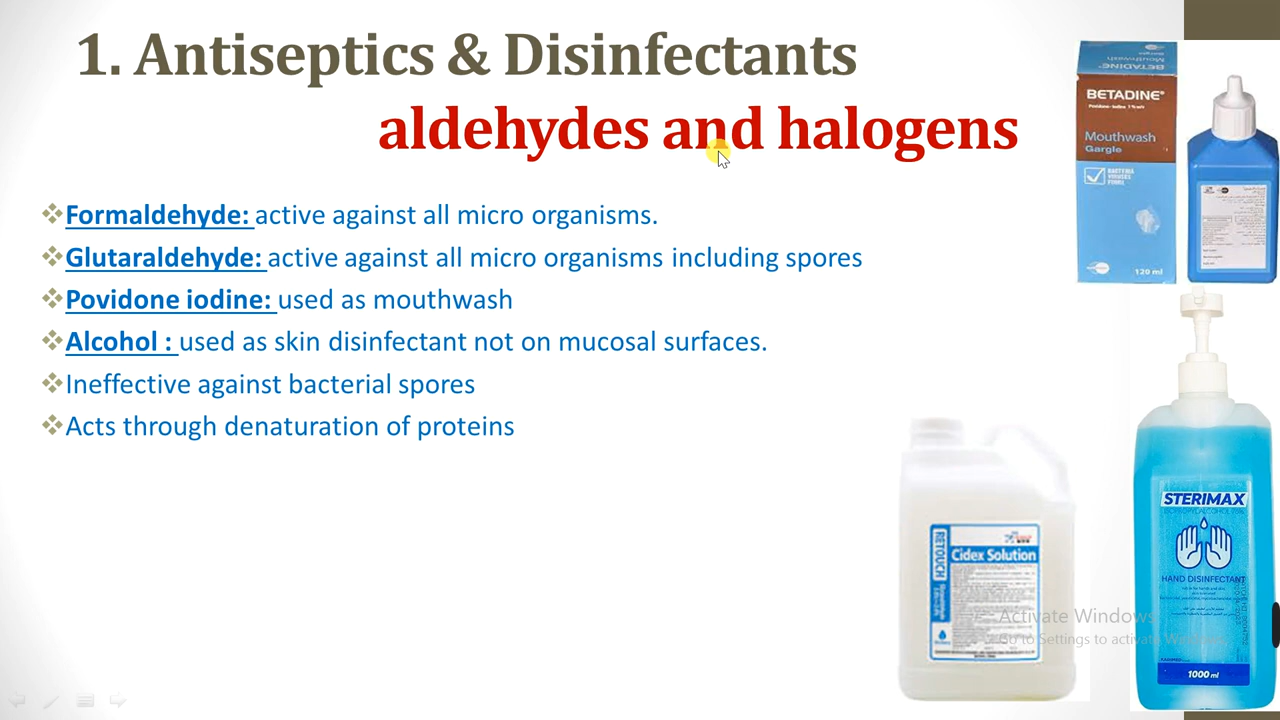 1. Antiseptics & Disinfectants
aldehydes and halogens
Formaldehyde: active against all micro organisms.
Glutaraldehyde: active against all micro organisms including spores
Povidone iodine: used as mouthwash
Alcohol : used as skin disinfectant not on mucosal surfaces.
Ineffective against bacterial spores
Acts through denaturation of proteins
BETADINE®
Mouthwash
Gargle
BACTERIA
VIRUSES
FUNGI
120 ml
RETOUCH
Cidex Solution
STERIMAX
HAND DISINFECTANT
1000 ml
Activate Windows
Go to Settings to activate Windows.